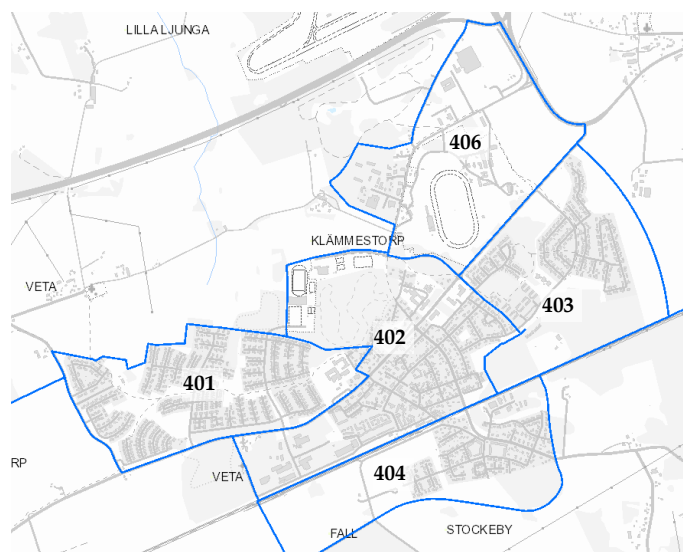 LILLA LJUNGA
406
KLÄMMESTORP
VETA
403
402
401
RP
VETA
404
FALL
STOCKEBY